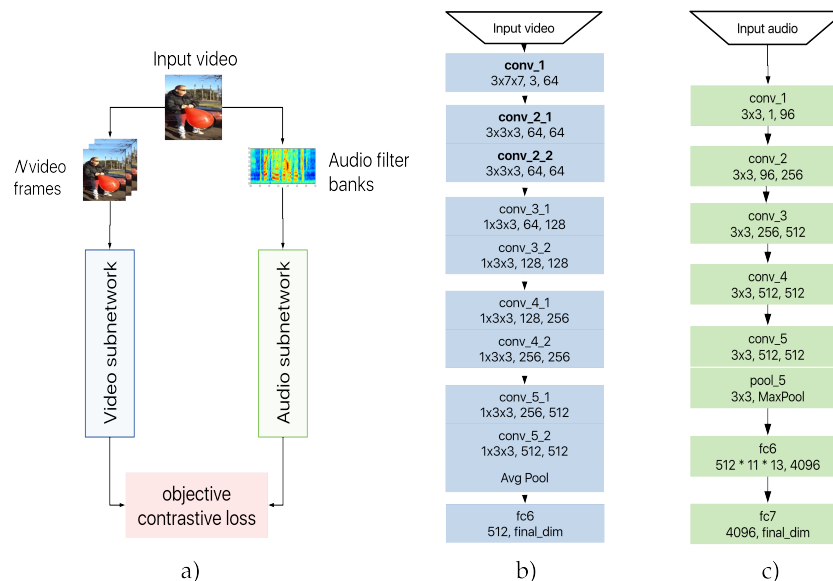 Input video
N video
frames
Audio filter
banks
Video subnetwork
Audio subnetwork
objective
contrastive loss
a)
Input video
conv_1
3x7x7, 3, 64
conv_2_1
3x3x3, 64, 64
conv_2_2
3x3x3, 64, 64
conv_3_1
1x3x3, 64, 128
conv_3_2
1x3x3, 128, 128
conv_4_1
1x3x3, 128, 256
conv_4_2
1x3x3, 256, 256
conv_5_1
1x3x3, 256, 512
conv_5_2
1x3x3, 512, 512
Avg Pool
fc6
512, final_dim
b)
Input audio
conv_1
3x3, 1, 96
conv_2
3x3, 96, 256
conv_3
3x3, 256, 512
conv_4
3x3, 512, 512
conv_5
3x3, 512, 512
pool_5
3x3, MaxPool
fc6
512 * 11 * 13, 4096
fc7
4096, final_dim
c)